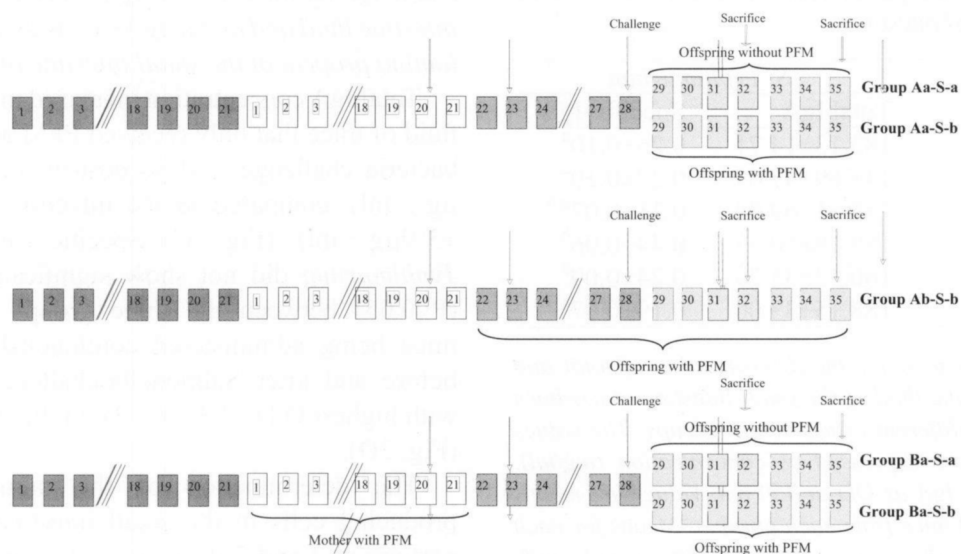 Challenge Sacrifice Sacrifice
Offspring without PFM
29 30 31 32 33 34 35 Group Aa-S-a
1 2 3 18 19 20 21 1 2 3 18 19 20 21 22 23 24 27 28
29 30 31 32 33 34 35 Group Aa-S-b
Offspring with PFM
Challenge Sacrifice Sacrifice
1 2 3 18 19 20 21 1 2 3 18 19 20 21 22 23 24 27 28 29 30 31 32 33 34 35 Group Ab-S-b
Offspring with PFM
Sacrifice
Challenge Sacrifice
Offspring without PFM
29 30 31 32 33 34 35 Group Ba-S-a
1 2 3 18 19 20 21 1 2 3 18 19 20 21 22 23 24 27 28
29 30 31 32 33 34 35 Group Ba-S-b
Mother with PFM
Offspring with PFM